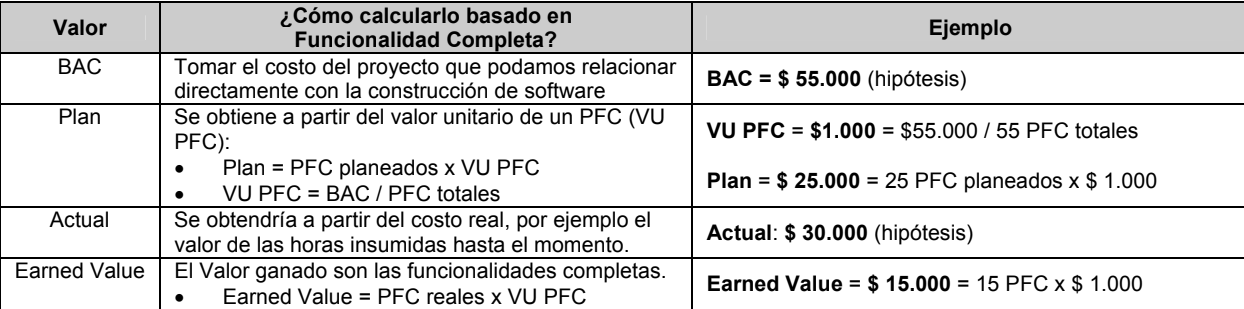 Valor
¿Cómo calcularlo basado en
Funcionalidad Completa?
Ejemplo
BAC
Tomar el costo del proyecto que podamos relacionar
directamente con la construcción de software
BAC = $ 55.000 (hipótesis)
Plan
Se obtiene a partir del valor unitario de un PFC (VU
PFC):
• Plan = PFC planeados x VU PFC
• VU PFC = BAC / PFC totales
VU PFC = $1.000 = $55.000 / 55 PFC totales
Plan = $ 25.000 = 25 PFC planeados x $ 1.000
Actual
Se obtendría a partir del costo real, por ejemplo el
valor de las horas insumidas hasta el momento.
Actual: $ 30.000 (hipótesis)
Earned Value
El Valor ganado son las funcionalidades completas.
• Earned Value = PFC reales x VU PFC
Earned Value = $ 15.000 = 15 PFC x $ 1.000